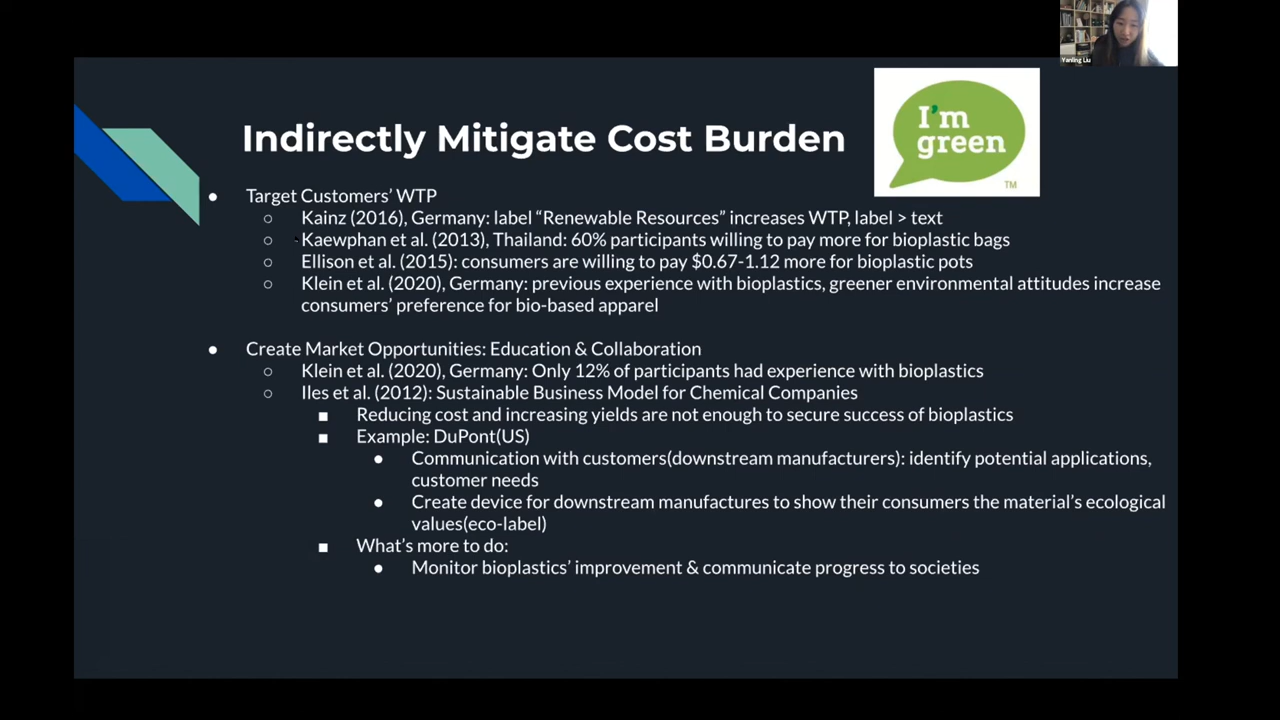 Yanling Liu
I'm
green
TM
Indirectly Mitigate Cost Burden
● Target Customers’ WTP
○ Kainz (2016), Germany: label “Renewable Resources” increases WTP, label > text
○ Kaewphan et al. (2013), Thailand: 60% participants willing to pay more for bioplastic bags
○ Ellison et al. (2015): consumers are willing to pay $0.67-1.12 more for bioplastic pots
○ Klein et al. (2020), Germany: previous experience with bioplastics, greener environmental attitudes increase
consumers’ preference for bio-based apparel
● Create Market Opportunities: Education & Collaboration
○ Klein et al. (2020), Germany: Only 12% of participants had experience with bioplastics
○ Iles et al. (2012): Sustainable Business Model for Chemical Companies
■ Reducing cost and increasing yields are not enough to secure success of bioplastics
■ Example: DuPont(US)
● Communication with customers(downstream manufacturers): identify potential applications,
customer needs
● Create device for downstream manufactures to show their consumers the material’s ecological
values(eco-label)
■ What’s more to do:
● Monitor bioplastics’ improvement & communicate progress to societies